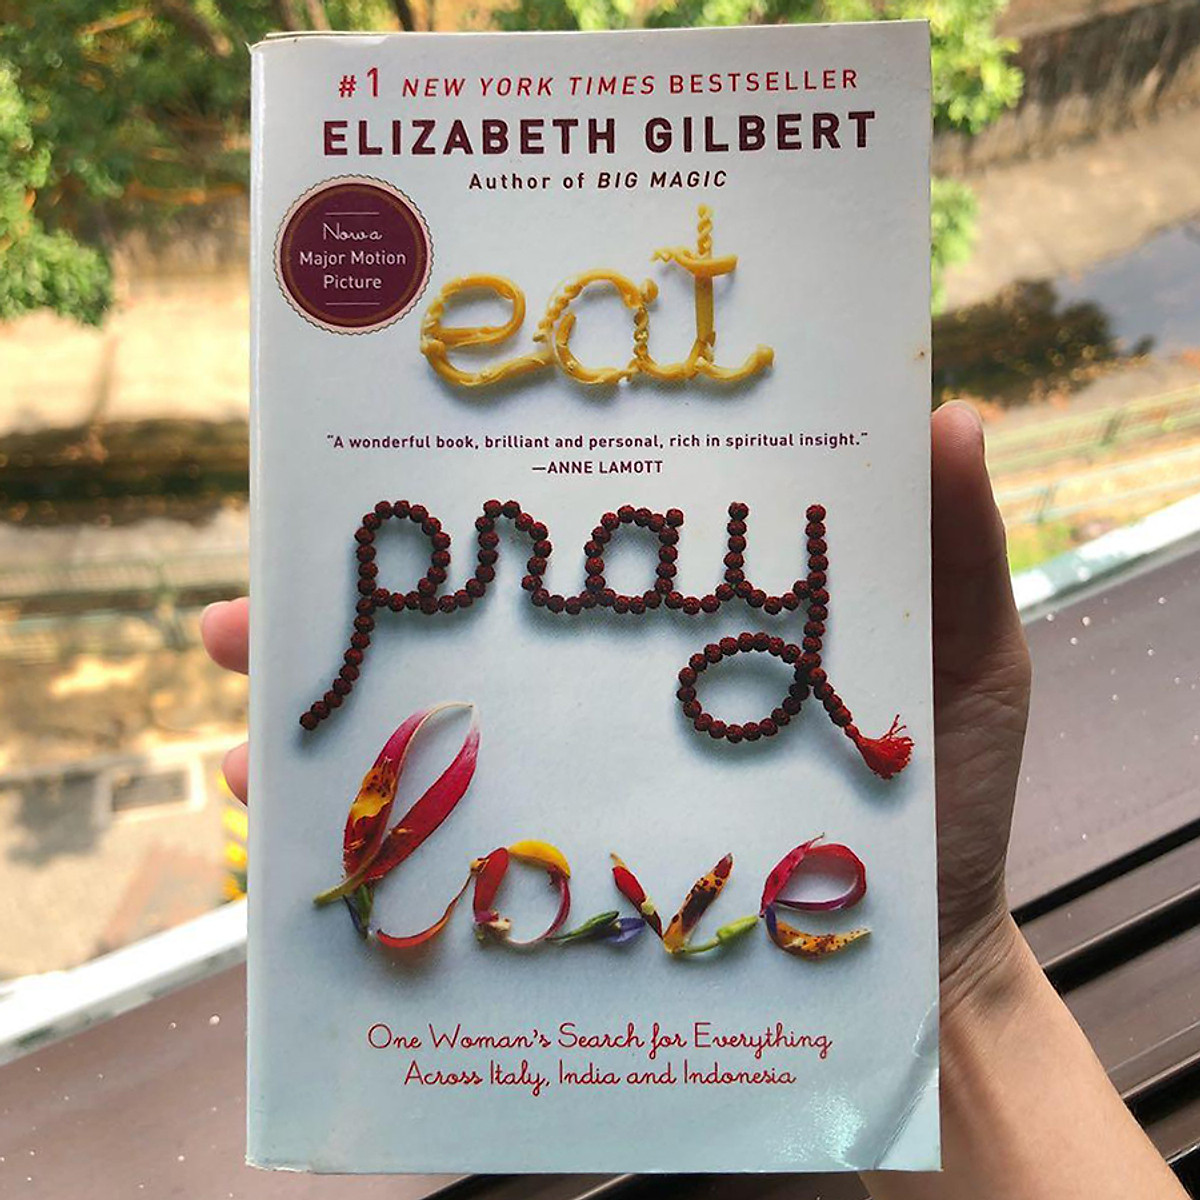 #1 NEW YORK TIMES BESTSELLER
ELIZABETH GILBERT
Author of BIG MAGIC
Now a
Major Motion
Picture
eat
"A wonderful book, brilliant and personal, rich in spiritual insight."
—ANNE LAMOTT
pray
love
One Woman's Search for Everything
Across Italy, India and Indonesia